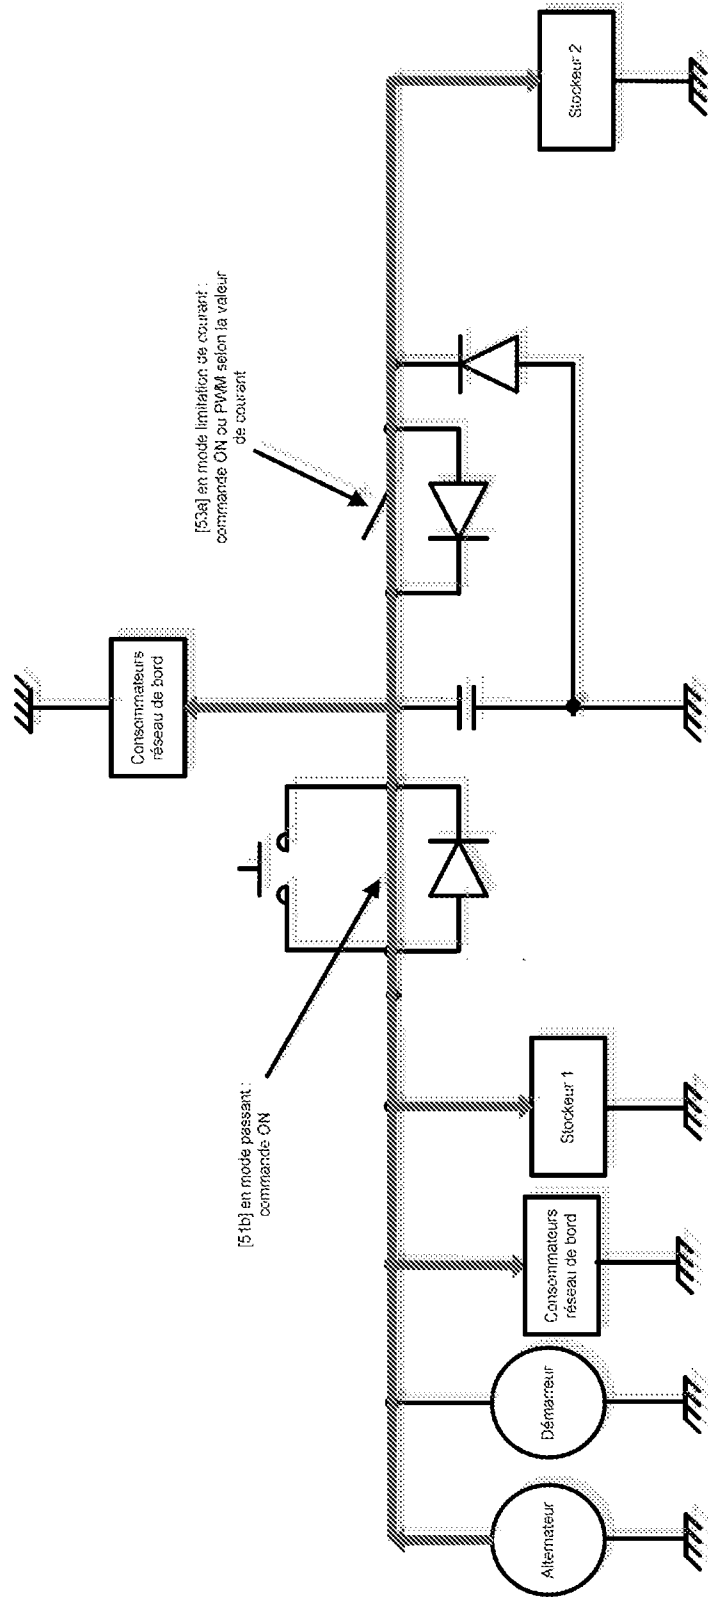 Alternateur
Démarreur
Consommateurs
réseau de bord
Stockeur 1
[51b] en mode passant :
commande ON
Consommateurs
réseau de bord
[53a] en mode limitation de courant :
commande ON ou PWM selon la valeur
de courant
Stockeur 2